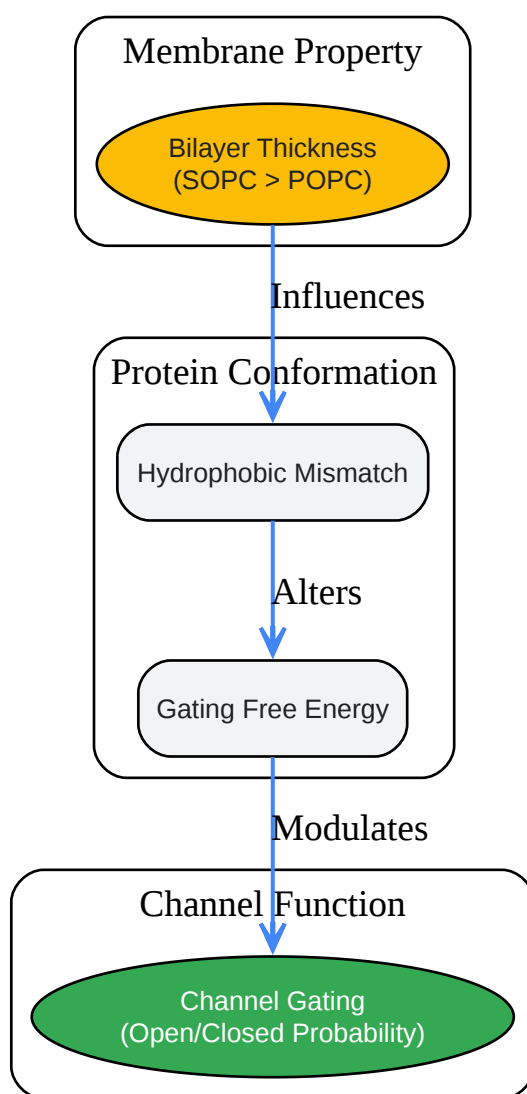 Membrane Property
Bilayer Thickness
(SOPC > POPC)
Influences
Protein Conformation
Hydrophobic Mismatch
Alters
Gating Free Energy
Modulates
Channel Function
Channel Gating
(Open/Closed Probability)